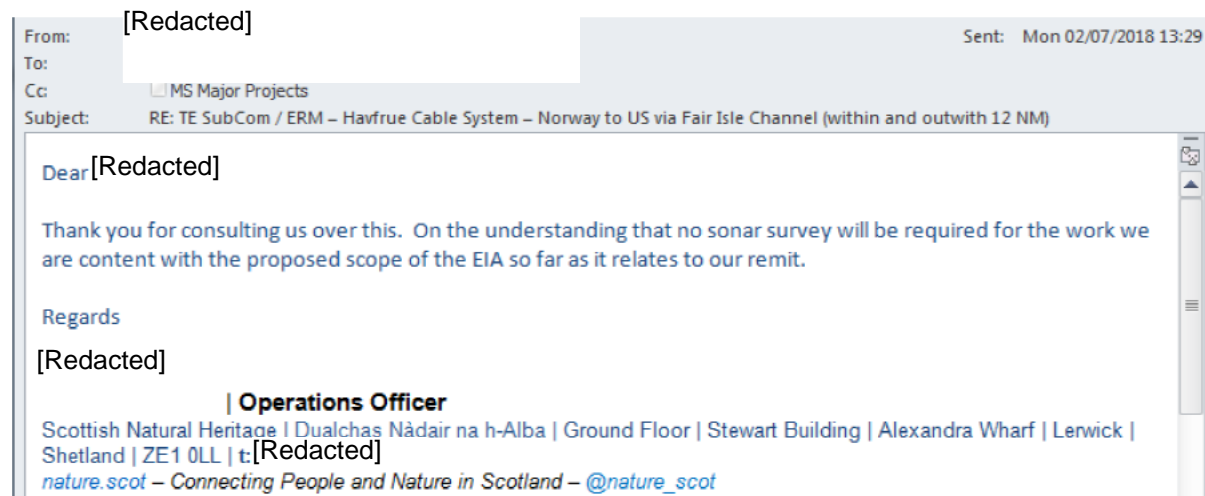 [Redacted]
From: Sent: Mon 02/07/2018 13:29
To:
Cc: MS Major Projects
Subject: RE: TE SubCom / ERM – Havfrue Cable System – Norway to US via Fair Isle Channel (within and outwith 12 NM)
Dear [Redacted]
Thank you for consulting us over this.  On the understanding that no sonar survey will be required for the work we
are content with the proposed scope of the EIA so far as it relates to our remit.
Regards
[Redacted]
| Operations Officer
Scottish Natural Heritage | Dualchas Nàdair na h-Alba | Ground Floor | Stewart Building | Alexandra Wharf | Lerwick |
Shetland | ZE1 0LL | t:[Redacted]
nature.scot – Connecting People and Nature in Scotland – @nature_scot